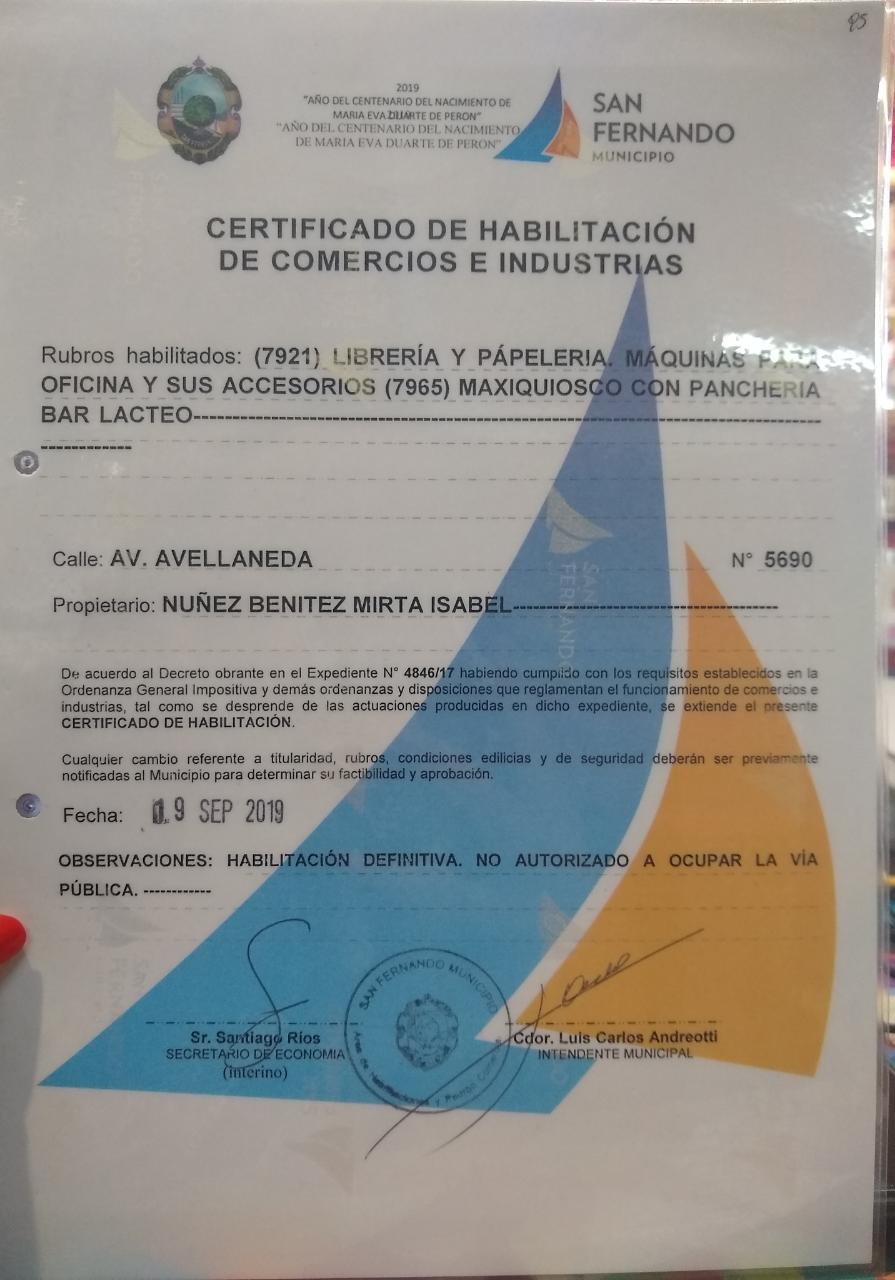 95
2019
"AÑO DEL CENTENARIO DEL NACIMIENTO DE
MARIA EVA DUARTE DE PERON"
"AÑO DEL CENTENARIO DEL NACIMIENTO
DE MARIA EVA DUARTE DE PERON"
SAN
FERNANDO
MUNICIPIO
CERTIFICADO DE HABILITACIÓN
DE COMERCIOS E INDUSTRIAS
Rubros habilitados: (7921) LIBRERÍA Y PÁPELERIA. MÁQUINAS PARA
OFICINA Y SUS ACCESORIOS (7965) MAXIQUIOSCO CON PANCHERIA
BAR LACTEO------------------------------------------------------------
------------
Calle: AV. AVELLANEDA N° 5690
Propietario: NUÑEZ BENITEZ MIRTA ISABEL-----------------------------------
De acuerdo al Decreto obrante en el Expediente N° 4846/17 habiendo cumplido con los requisitos establecidos en la
Ordenanza General Impositiva y demás ordenanzas y disposiciones que reglamentan el funcionamiento de comercios e
industrias, tal como se desprende de las actuaciones producidas en dicho expediente, se extiende el presente
CERTIFICADO DE HABILITACIÓN.
Cualquier cambio referente a titularidad, rubros, condiciones edilicias y de seguridad deberán ser previamente
notificadas al Municipio para determinar su factibilidad y aprobación.
Fecha: 19 SEP 2019
OBSERVACIONES: HABILITACIÓN DEFINITIVA. NO AUTORIZADO A OCUPAR LA VÍA
PÚBLICA. ------------
SAN FERNANDO MUNICIPIO
Sr. Santiago Ríos
SECRETARIO DE ECONOMIA
(interino)
Cdor. Luis Carlos Andreotti
INTENDENTE MUNICIPAL